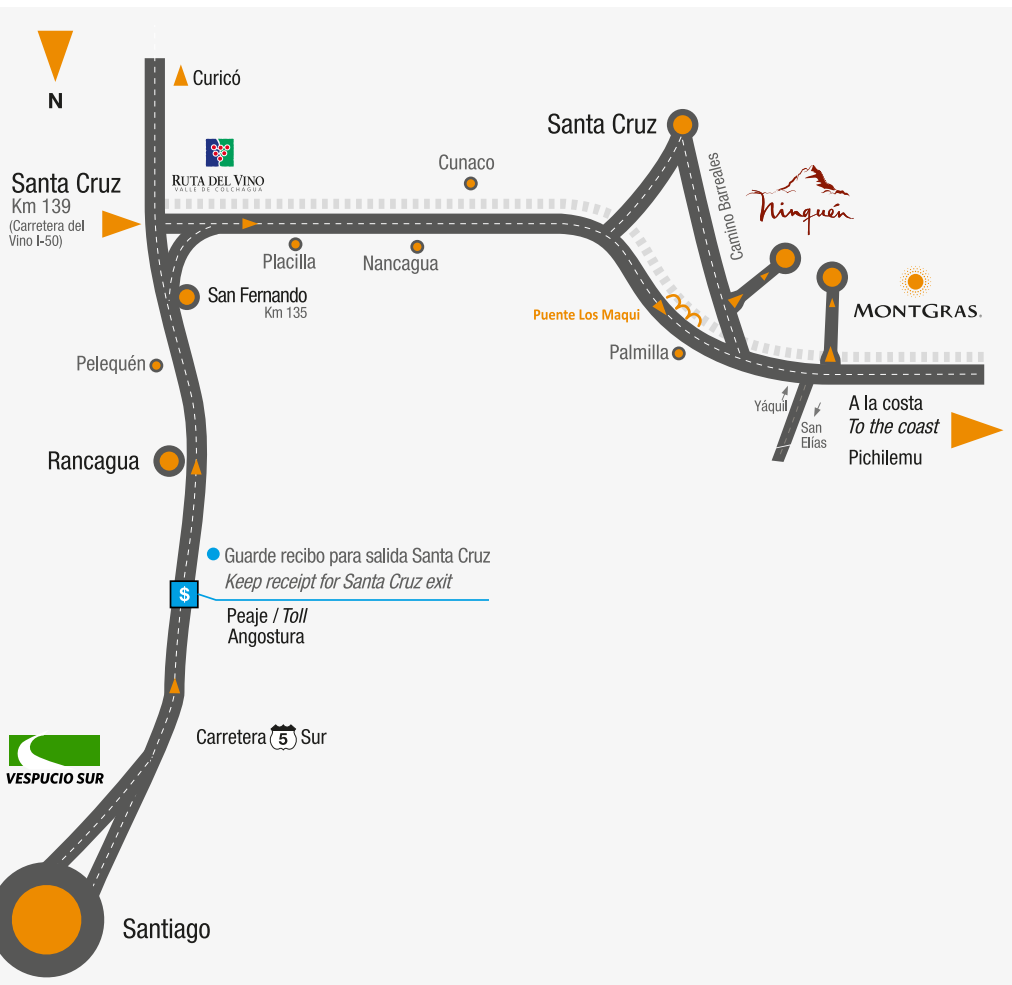 N
Curicó
RUTA DEL VINO
VALLE DE COLCHAGUA
Santa Cruz
Km 139
(Carretera del
Vino I-50)
Cunaco
Santa Cruz
Camino Barreales
Ninquén
Placilla
Nancagua
San Fernando
Km 135
Puente Los Maqui
MONTGRAS®
Pelequén
Palmilla
Yáquil
San
Elías
A la costa
To the coast
Pichilemu
Rancagua
Guarde recibo para salida Santa Cruz
Keep receipt for Santa Cruz exit
$
Peaje / Toll
Angostura
Carretera 5 Sur
VESPUCIO SUR
Santiago